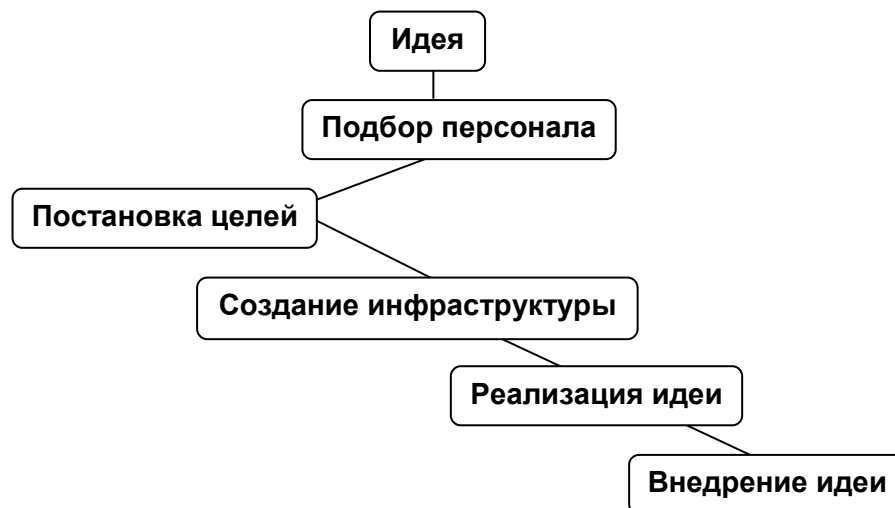 Идея
Подбор персонала
Постановка целей
Создание инфраструктуры
Реализация идеи
Внедрение идеи